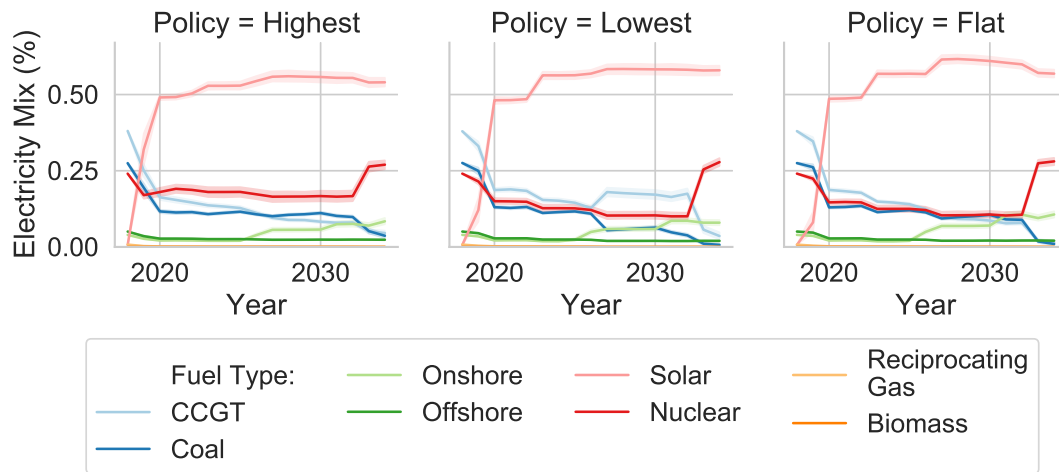 Policy = Highest
Policy = Lowest
Policy = Flat
Electricity Mix (%)
0.50
0.25
0.00
2020
2030
2020
2030
2020
2030
Year
Year
Year
Fuel Type:
CCGT
Coal
Onshore
Offshore
Solar
Nuclear
Reciprocating
Gas
Biomass